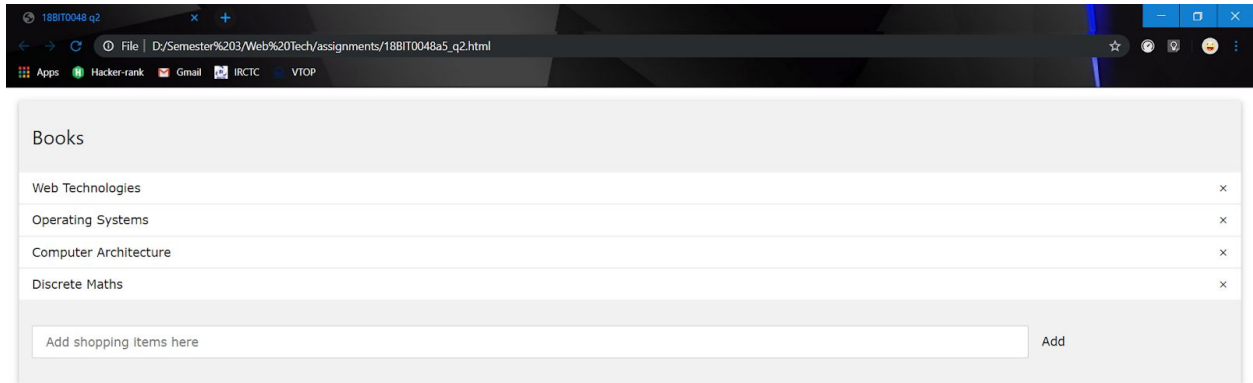 18BIT0048 q2
File | D:/Semester%203/Web%20Tech/assignments/18BIT0048a5_q2.html
Apps Hacker-rank Gmail IRCTC VTOP
Books
Web Technologies ×
Operating Systems ×
Computer Architecture ×
Discrete Maths ×
Add shopping items here Add